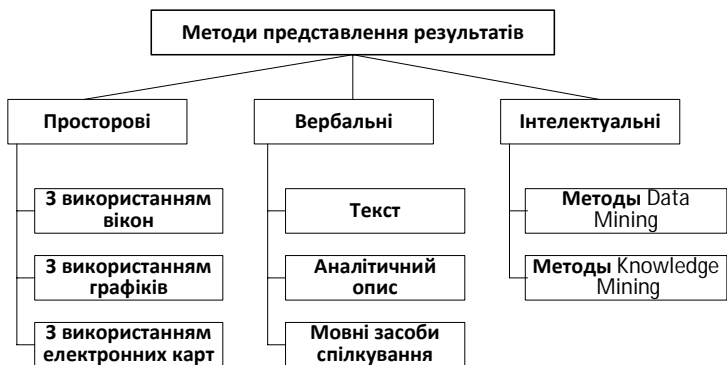 Методи представлення результатів
Просторові
Вербальні
Інтелектуальні
З використанням
вікон
З використанням
графіків
З використанням
електронних карт
Текст
Аналітичний
опис
Мовні засоби
спілкування
Методы Data
Mining
Методы Knowledge
Mining